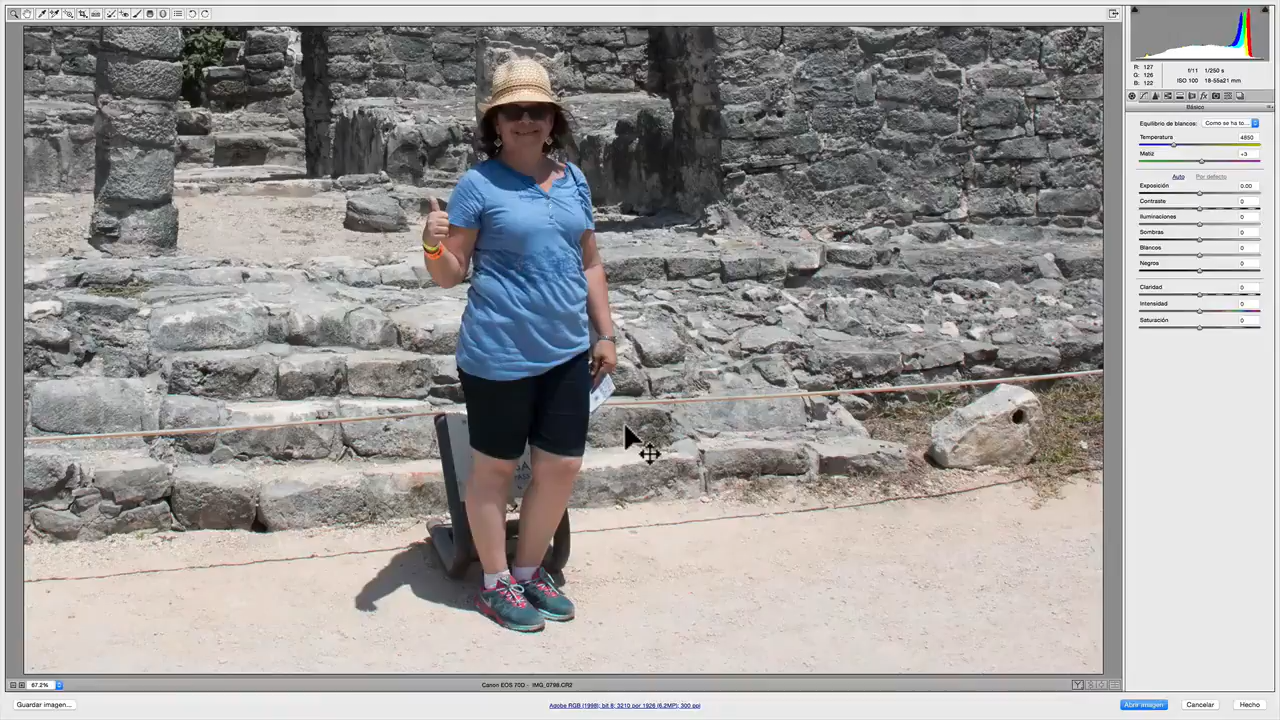 R: 127
G: 126
B: 122
f/11 1/250 s
ISO 100 18-55a21 mm
Básico
Equilibrio de blancos: Como se ha to...
Temperatura 4850
Matiz +3
Auto Por defecto
Exposición 0.00
Contraste 0
Iluminaciones 0
Sombras 0
Blancos 0
Negros 0
Claridad 0
Intensidad 0
Saturación 0
67.2%
Canon EOS 70D - IMG_0798.CR2
Guardar imagen...
Adobe RGB (1998); bit 8; 3210 por 1926 (6.2MP); 300 ppi
Abrir imagen
Cancelar
Hecho